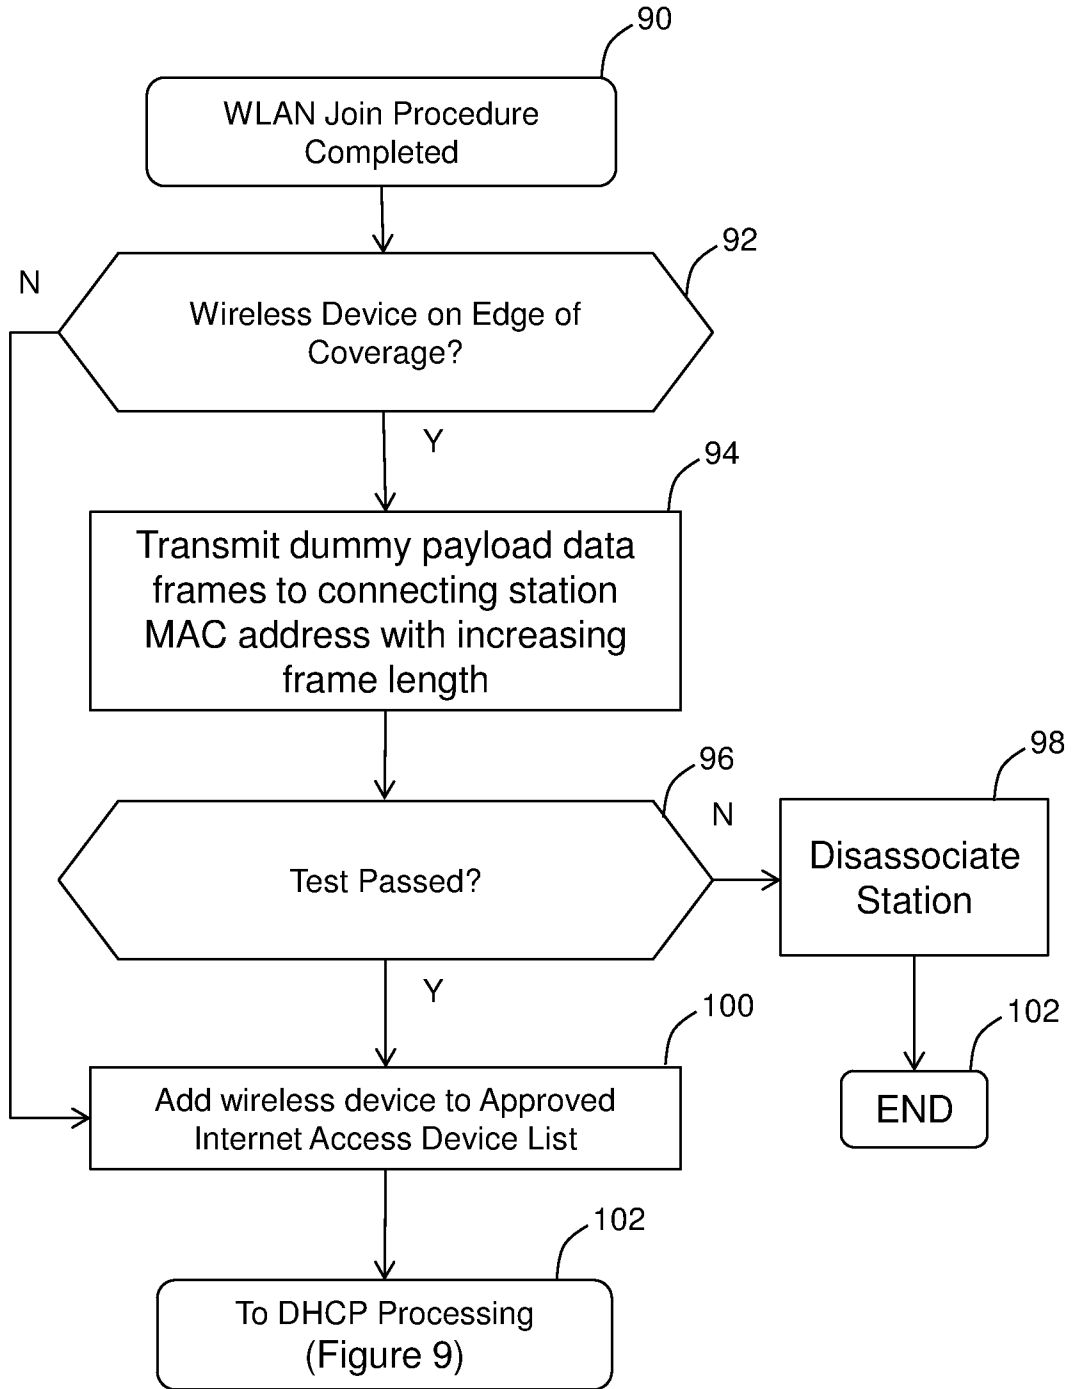 90
WLAN Join Procedure
Completed
92
N
Wireless Device on Edge of
Coverage?
Y
94
Transmit dummy payload data
frames to connecting station
MAC address with increasing
frame length
96
98
N
Test Passed?
Disassociate
Station
Y
100
102
Add wireless device to Approved
Internet Access Device List
END
102
To DHCP Processing
(Figure 9)